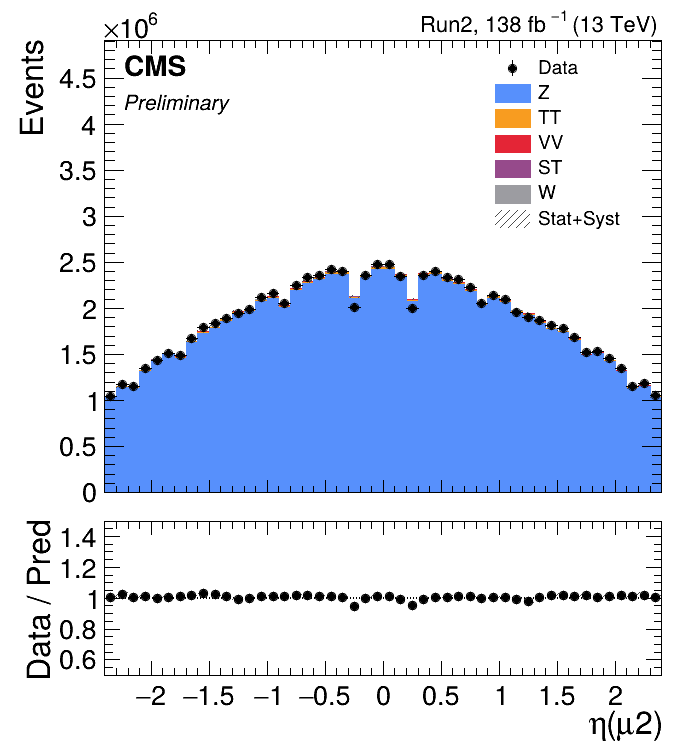 ×10⁶
Run2, 138 fb⁻¹ (13 TeV)
CMS
Preliminary
Events
Data
Z
TT
VV
ST
W
Stat+Syst
4.5
4
3.5
3
2.5
2
1.5
1
0.5
0
Data / Pred
1.4
1.2
1
0.8
0.6
−2 −1.5 −1 −0.5 0 0.5 1 1.5 2
η(μ2)